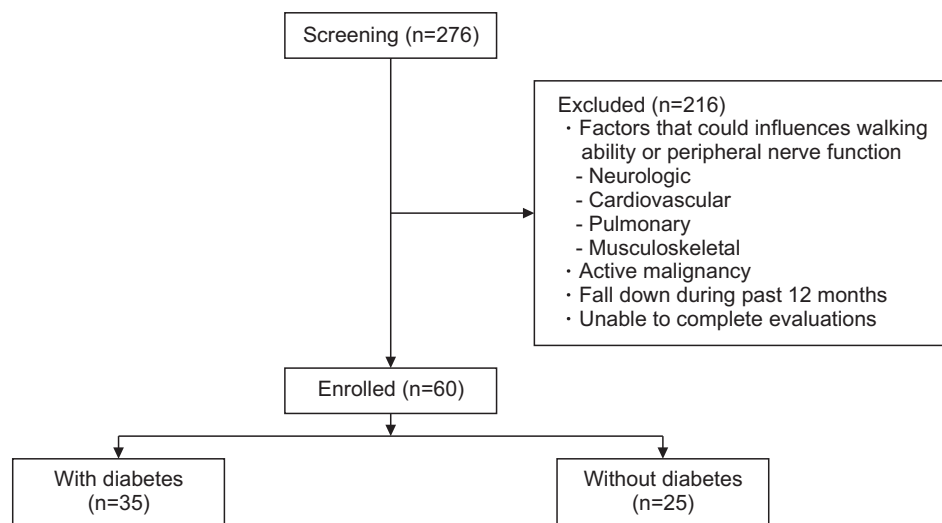 Screening (n=276)
Excluded (n=216)
· Factors that could influences walking
ability or peripheral nerve function
- Neurologic
- Cardiovascular
- Pulmonary
- Musculoskeletal
· Active malignancy
· Fall down during past 12 months
· Unable to complete evaluations
Enrolled (n=60)
With diabetes
(n=35)
Without diabetes
(n=25)